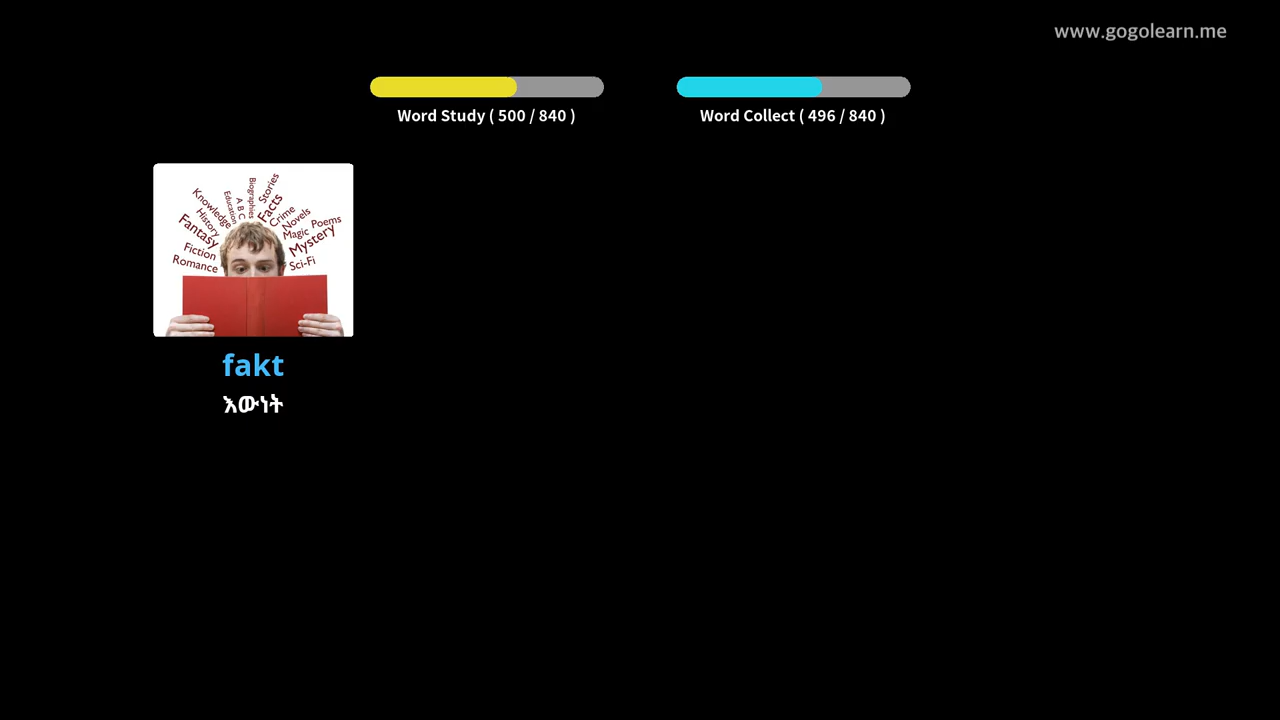 www.gogolearn.me
Word Study ( 500 / 840 )
Word Collect ( 496 / 840 )
Romance
Fiction
Fantasy
History
Knowledge
Education
A B C
Biographies
Stories
Facts
Crime
Novels
Magic
Poems
Mystery
Sci-Fi
fakt
እውነት